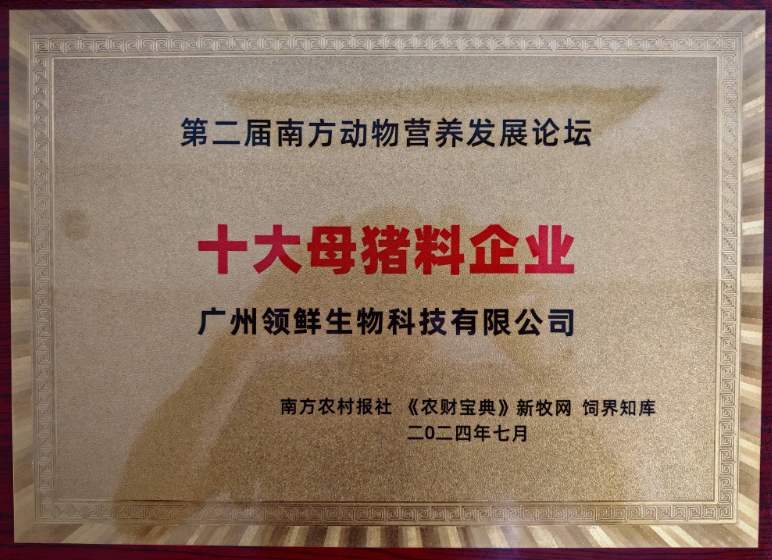 第二届南方动物营养发展论坛
十大母猪料企业
广州领鲜生物科技有限公司
南方农村报社 《农财宝典》新牧网 饲界知库
二0二四年七月